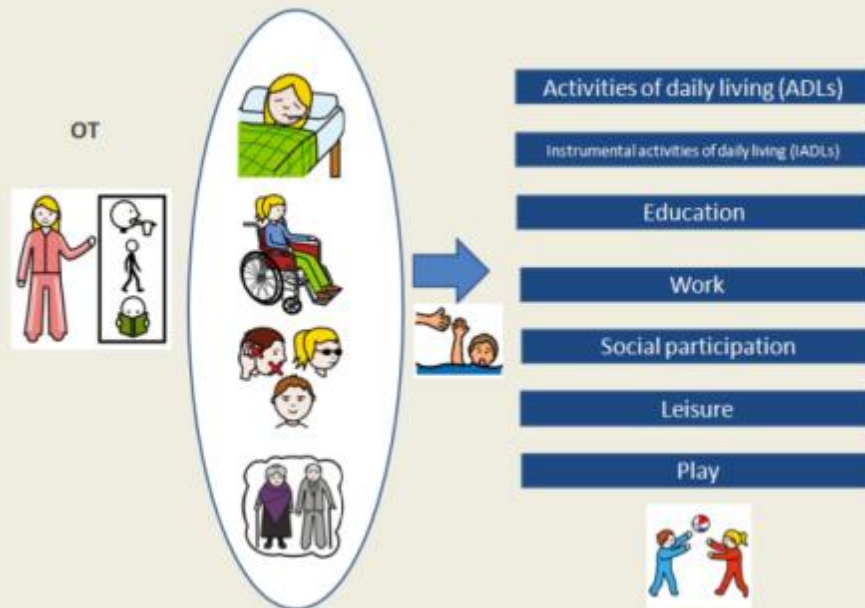 OT
Activities of daily living (ADLs)
Instrumental activities of daily living (IADLs)
Education
Work
Social participation
Leisure
Play